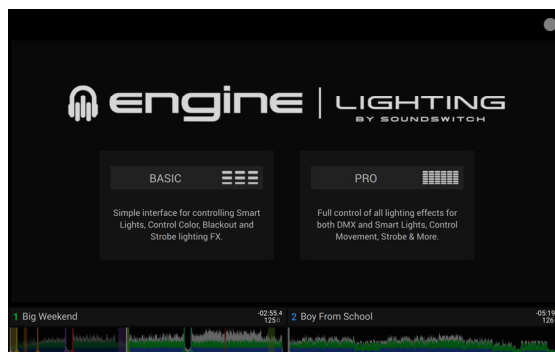 engine | LIGHTING
BY SOUNDSWITCH
BASIC
PRO
Simple interface for controlling Smart
Lights, Control Color, Blackout and
Strobe lighting FX.
Full control of all lighting effects for
both DMX and Smart Lights, Control
Movement, Strobe & More.
1 Big Weekend
-02:55.4
125
2 Boy From School
-05:19
126